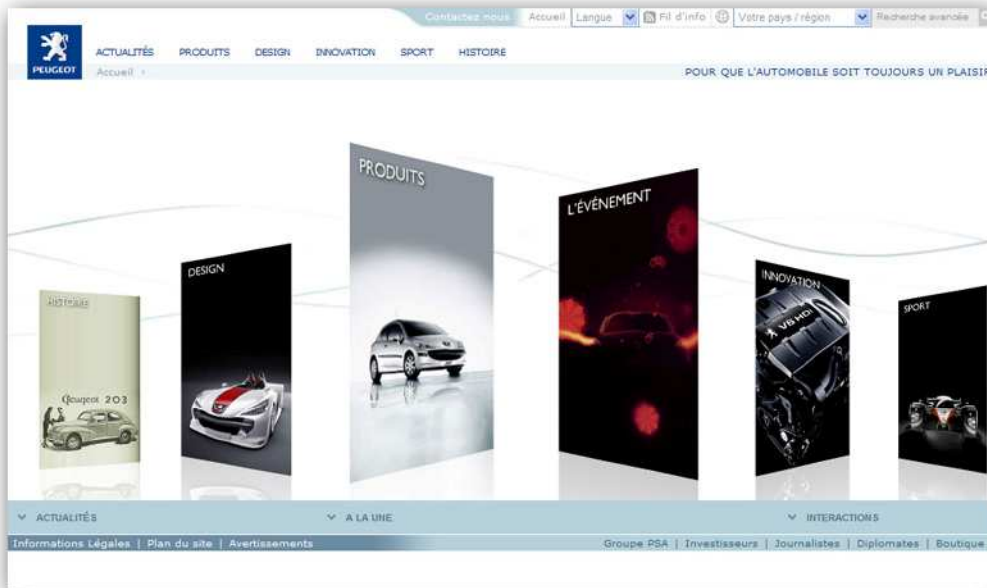 Contactez nous Accueil Langue Fil d'info Votre pays / région Recherche avancée
PEUGEOT
ACTUALITÉS PRODUITS DESIGN INNOVATION SPORT HISTOIRE
Accueil
POUR QUE L'AUTOMOBILE SOIT TOUJOURS UN PLAISIR
HISTOIRE
Peugeot 203
DESIGN
PRODUITS
L'ÉVÉNEMENT
INNOVATION
V6 HDi
SPORT
ACTUALITÉS A LA UNE INTERACTIONS
Informations Légales | Plan du site | Avertissements Groupe PSA | Investisseurs | Journalistes | Diplomates | Boutique